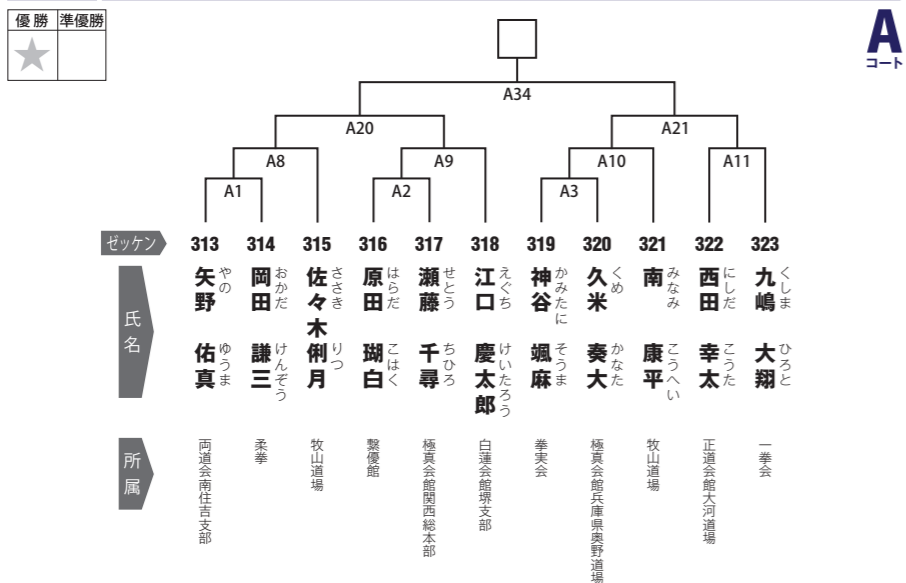 優勝 準優勝
★
A
コート
A34
A20 A21
A8 A9 A10 A11
A1 A2 A3
ゼッケン 313 314 315 316 317 318 319 320 321 322 323
氏名
矢野 佑真
やの ゆうま
岡田 謙三
おかだ けんぞう
佐々木 俐月
ささき りつ
原田 瑚白
はらだ こはく
瀬藤 千尋
せとう ちひろ
江口 慶太郎
えぐち けいたろう
神谷 颯麻
かみたに そうま
久米 奏大
くめ かなた
南 康平
みなみ こうへい
西田 幸太
にしだ こうた
九嶋 大翔
くしま ひろと
所属
両道会南住吉支部
柔拳
牧山道場
繋優館
極真会館関西総本部
白蓮会館堺支部
拳実会
極真会館兵庫県奥野道場
牧山道場
正道会館大河道場
一拳会